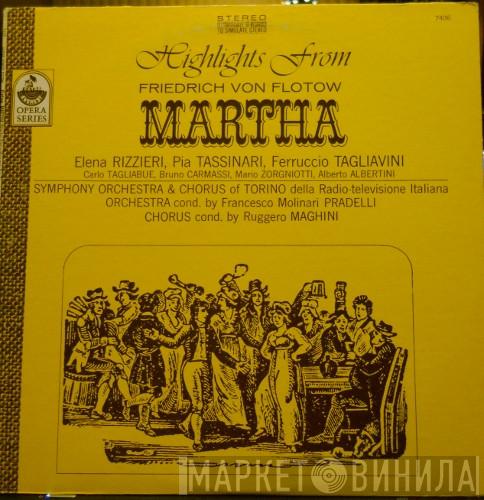 STEREO
7406
Highlights From
FRIEDRICH VON FLOTOW
MARTHA
OPERA
SERIES
Elena RIZZIERI, Pia TASSINARI, Ferruccio TAGLIAVINI
Carlo TAGLIABUE, Bruno CARMASSI, Mario ZORGNIOTTI, Alberto ALBERTINI
SYMPHONY ORCHESTRA & CHORUS of TORINO della Radio-televisione Italiana
ORCHESTRA cond. by Francesco Molinari PRADELLI
CHORUS cond. by Ruggero MAGHINI
МАРКЕТ ВИНИЛА